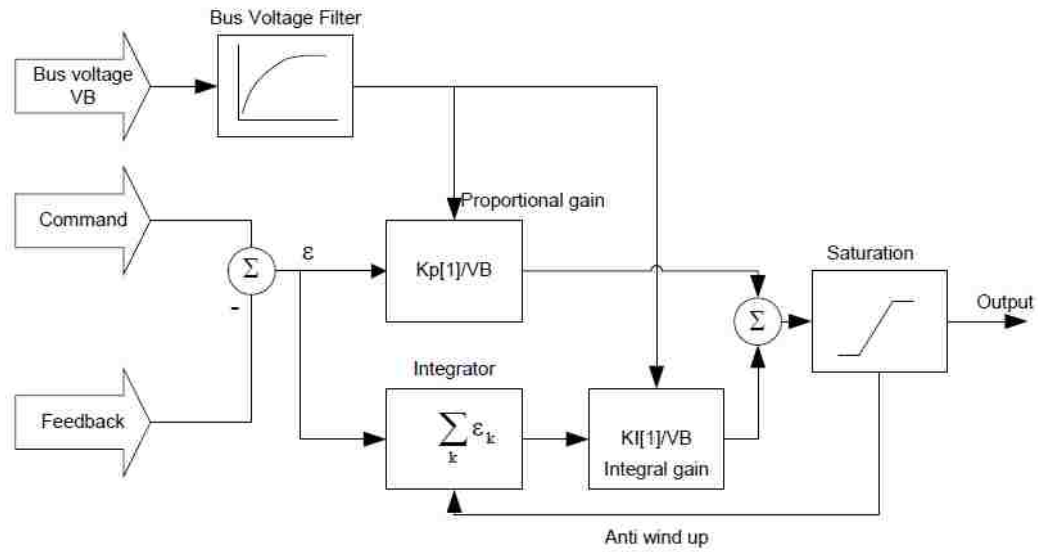 Bus Voltage Filter
Bus voltage
VB
Command
Proportional gain
ε
Σ
Kp[1]/VB
Saturation
-
Σ
Output
Integrator
Feedback
∑ εk
k
KI[1]/VB
Integral gain
Anti wind up